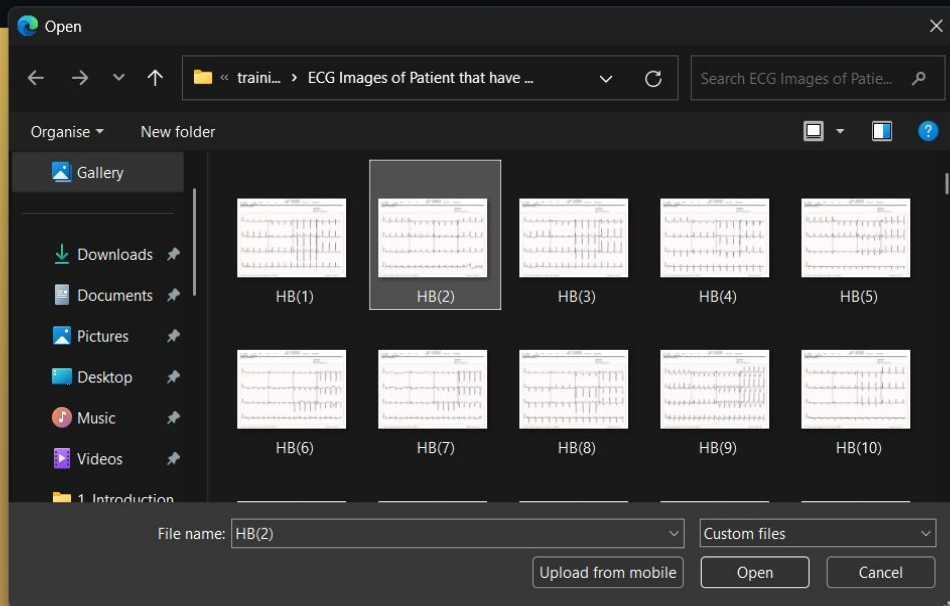 Open
« traini... › ECG Images of Patient that have ...
Search ECG Images of Patie...
Organise
New folder
Gallery
Downloads
Documents
Pictures
Desktop
Music
Videos
1. Introduction
HB(1)
HB(2)
HB(3)
HB(4)
HB(5)
HB(6)
HB(7)
HB(8)
HB(9)
HB(10)
File name: HB(2)
Custom files
Upload from mobile
Open
Cancel